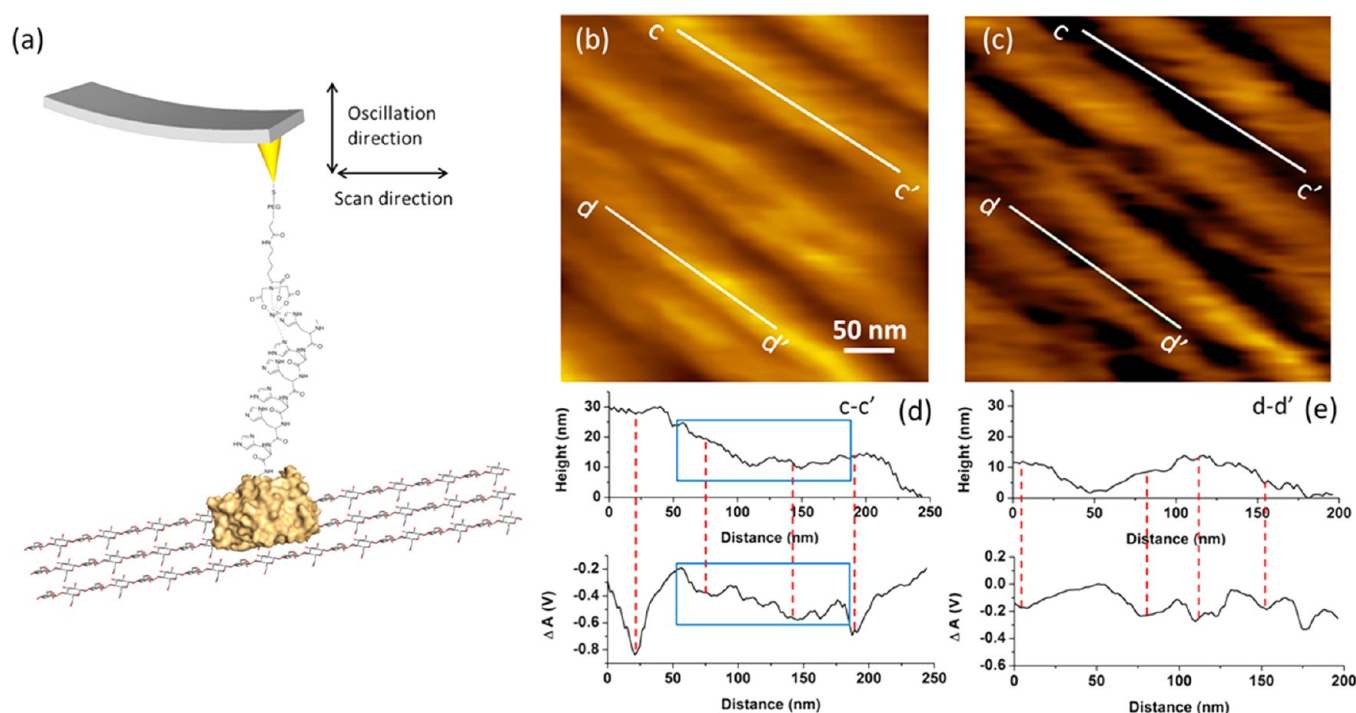 (a)
Oscillation
direction
Scan direction
S
PEG
O
HN
(b)
c
c'
d
d'
50 nm
(c)
c
c'
d
d'
c-c'
(d)
Height (nm)
30
20
10
0
0 50 100 150 200 250
Distance (nm)
Δ A (V)
-0.2
-0.4
-0.6
-0.8
0 50 100 150 200 250
Distance (nm)
d-d'
(e)
Height (nm)
30
20
10
0
0 50 100 150 200
Distance (nm)
Δ A (V)
0.2
0.0
-0.2
-0.4
-0.6
0 50 100 150 200
Distance (nm)